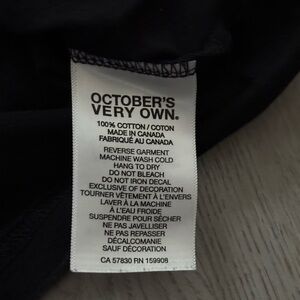 OCTOBER'S
VERY OWN.
100% COTTON / COTON
MADE IN CANADA
FABRIQUÉ AU CANADA
REVERSE GARMENT
MACHINE WASH COLD
HANG TO DRY
DO NOT BLEACH
DO NOT IRON DECAL
EXCLUSIVE OF DECORATION
TOURNER VÊTEMENT À L'ENVERS
LAVER À LA MACHINE
À L'EAU FROIDE
SUSPENDRE POUR SÉCHER
NE PAS JAVELLISER
NE PAS REPASSER
DÉCALCOMANIE
SAUF DÉCORATION
CA 57830 RN 159908